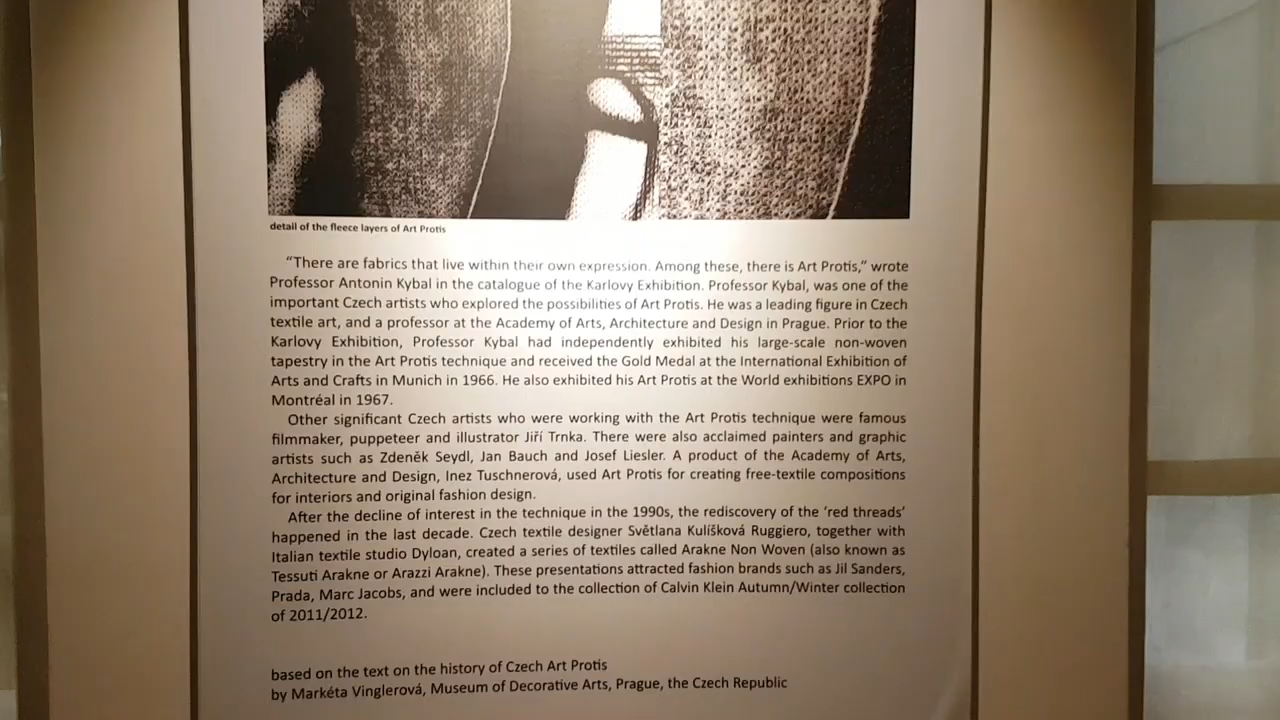 detail of the fleece layers of Art Protis
“There are fabrics that live within their own expression. Among these, there is Art Protis,” wrote
Professor Antonin Kybal in the catalogue of the Karlovy Exhibition. Professor Kybal, was one of the
important Czech artists who explored the possibilities of Art Protis. He was a leading figure in Czech
textile art, and a professor at the Academy of Arts, Architecture and Design in Prague. Prior to the
Karlovy Exhibition, Professor Kybal had independently exhibited his large-scale non-woven
tapestry in the Art Protis technique and received the Gold Medal at the International Exhibition of
Arts and Crafts in Munich in 1966. He also exhibited his Art Protis at the World exhibitions EXPO in
Montréal in 1967.
Other significant Czech artists who were working with the Art Protis technique were famous
filmmaker, puppeteer and illustrator Jiří Trnka. There were also acclaimed painters and graphic
artists such as Zdeněk Seydl, Jan Bauch and Josef Liesler. A product of the Academy of Arts,
Architecture and Design, Inez Tuschnerová, used Art Protis for creating free-textile compositions
for interiors and original fashion design.
After the decline of interest in the technique in the 1990s, the rediscovery of the ‘red threads’
happened in the last decade. Czech textile designer Světlana Kulíšková Ruggiero, together with
Italian textile studio Dyloan, created a series of textiles called Arakne Non Woven (also known as
Tessuti Arakne or Arazzi Arakne). These presentations attracted fashion brands such as Jil Sanders,
Prada, Marc Jacobs, and were included to the collection of Calvin Klein Autumn/Winter collection
of 2011/2012.
based on the text on the history of Czech Art Protis
by Markéta Vinglerová, Museum of Decorative Arts, Prague, the Czech Republic